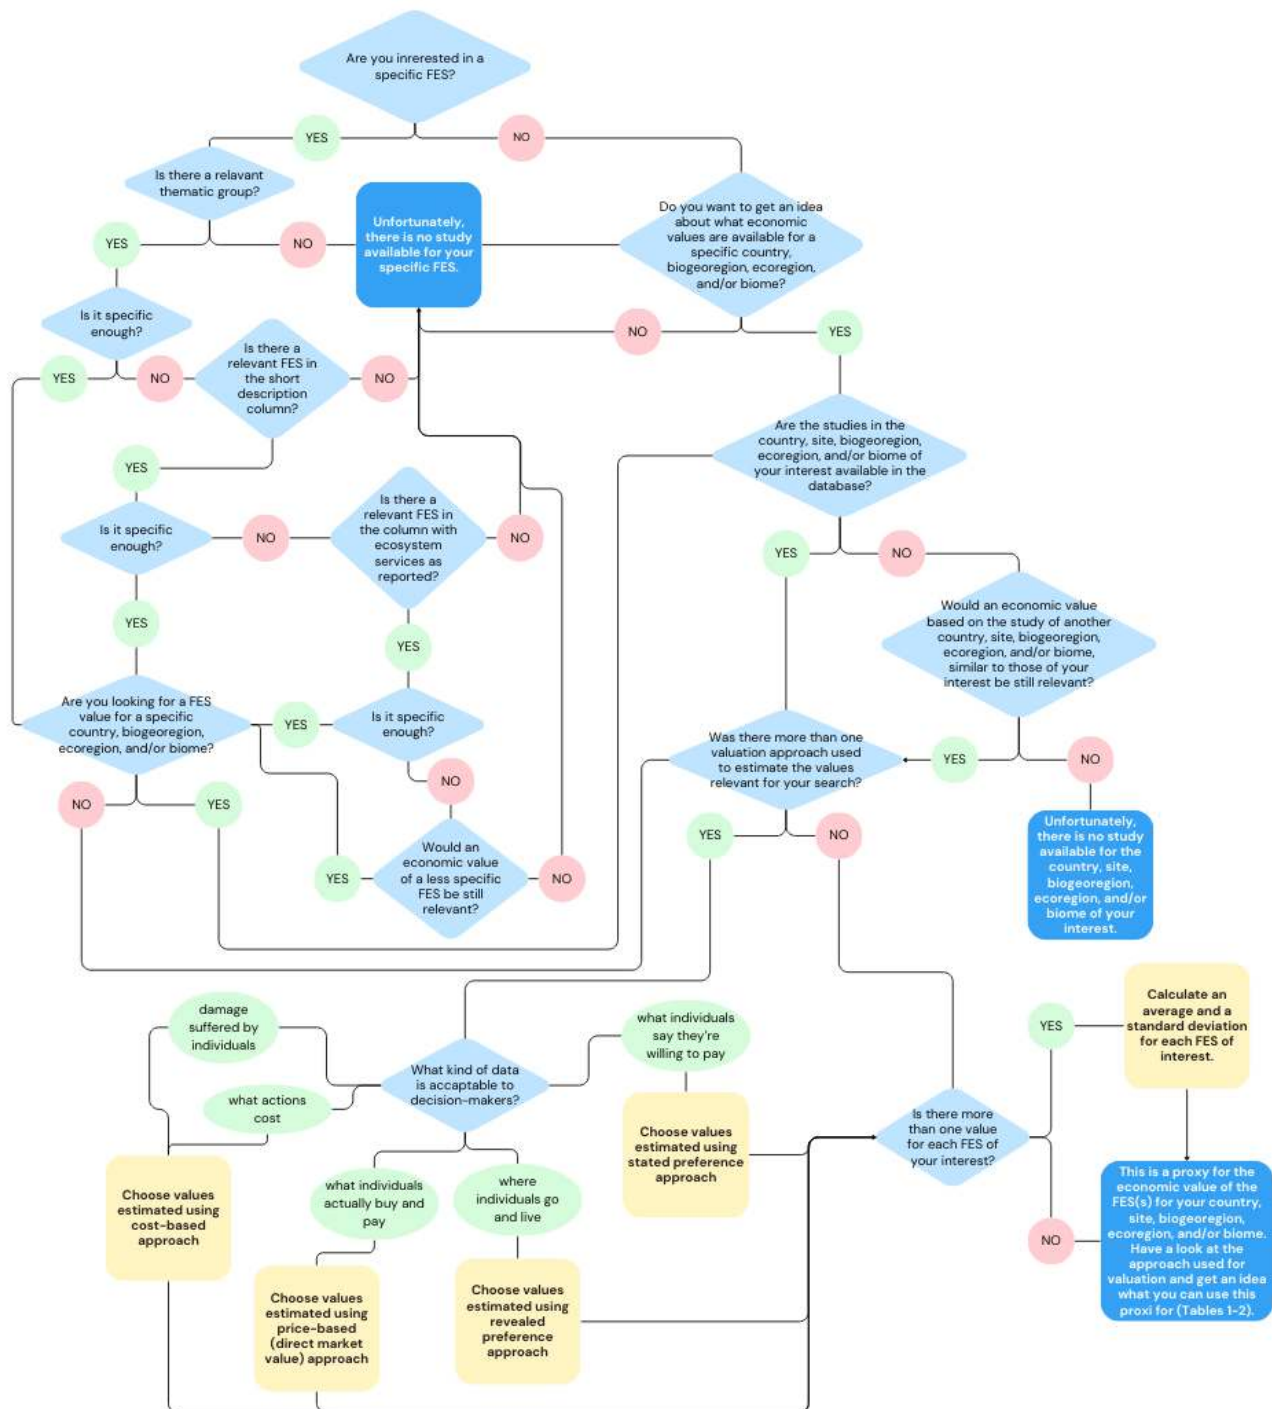 Are you inrerested in a
specific FES?
YES
NO
Is there a relavant
thematic group?
Unfortunately,
there is no study
available for your
specific FES.
Do you want to get an idea
about what economic
values are available for a
specific country,
biogeoregion, ecoregion,
and/or biome?
YES
NO
Is it specific
enough?
NO
YES
Is there a
relevant FES in
the short
description
column?
YES
NO
NO
Are the studies in the
country, site, biogeoregion,
ecoregion, and/or biome of
your interest available in the
database?
YES
Is there a
relevant FES in
the column with
ecosystem
services as
reported?
Is it specific
enough?
NO
NO
YES
NO
Would an economic value
based on the study of another
country, site, biogeoregion,
ecoregion, and/or biome,
similar to those of your
interest be still relevant?
YES
YES
Are you looking for a FES
value for a specific
country, biogeoregion,
ecoregion, and/or biome?
YES
Is it specific
enough?
Was there more than one
valuation approach used
to estimate the values
relevant for your search?
YES
NO
NO
NO
YES
YES
NO
Unfortunately,
there is no study
available for the
country, site,
biogeoregion,
ecoregion, and/or
biome of your
interest.
Would an
economic value
of a less specific
FES be still
relevant?
YES
NO
damage
suffered by
individuals
what individuals
say they're
willing to pay
YES
Calculate an
average and a
standard deviation
for each FES of
interest.
What kind of data
is accaptable to
decision-makers?
what actions
cost
Choose values
estimated using
stated preference
approach
Is there more
than one value
for each FES of
your interest?
Choose values
estimated using
cost-based
approach
what individuals
actually buy and
pay
where
individuals go
and live
NO
This is a proxy for the
economic value of the
FES(s) for your country,
site, biogeoregion,
ecoregion, and/or biome.
Have a look at the
approach used for
valuation and get an idea
what you can use this
proxi for (Tables 1-2).
Choose values
estimated using
price-based
(direct market
value) approach
Choose values
estimated using
revealed
preference
approach